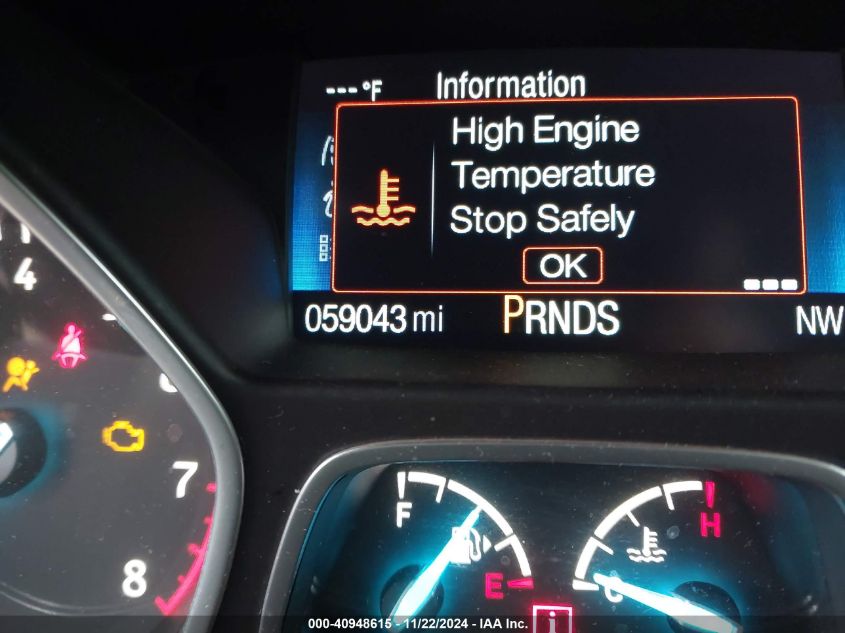 ---°F Information
High Engine
Temperature
Stop Safely
OK
059043 mi PRNDS NW
4
7
8
F
E
H
C
i
000-40948615 - 11/22/2024 - IAA Inc.